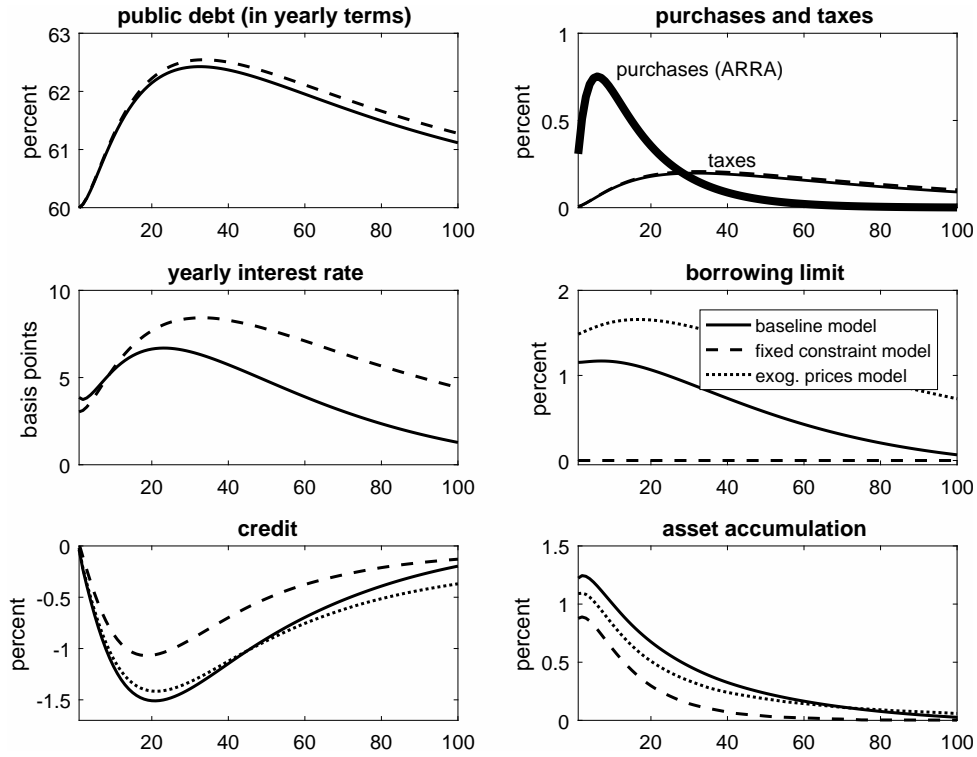 public debt (in yearly terms)
percent
63
62
61
60
20 40 60 80 100
purchases and taxes
1
0.5
0
purchases (ARRA)
taxes
20 40 60 80 100
yearly interest rate
basis points
10
5
0
20 40 60 80 100
borrowing limit
percent
2
1
0
baseline model
fixed constraint model
exog. prices model
20 40 60 80 100
credit
percent
0
-0.5
-1
-1.5
20 40 60 80 100
asset accumulation
percent
1.5
1
0.5
0
20 40 60 80 100